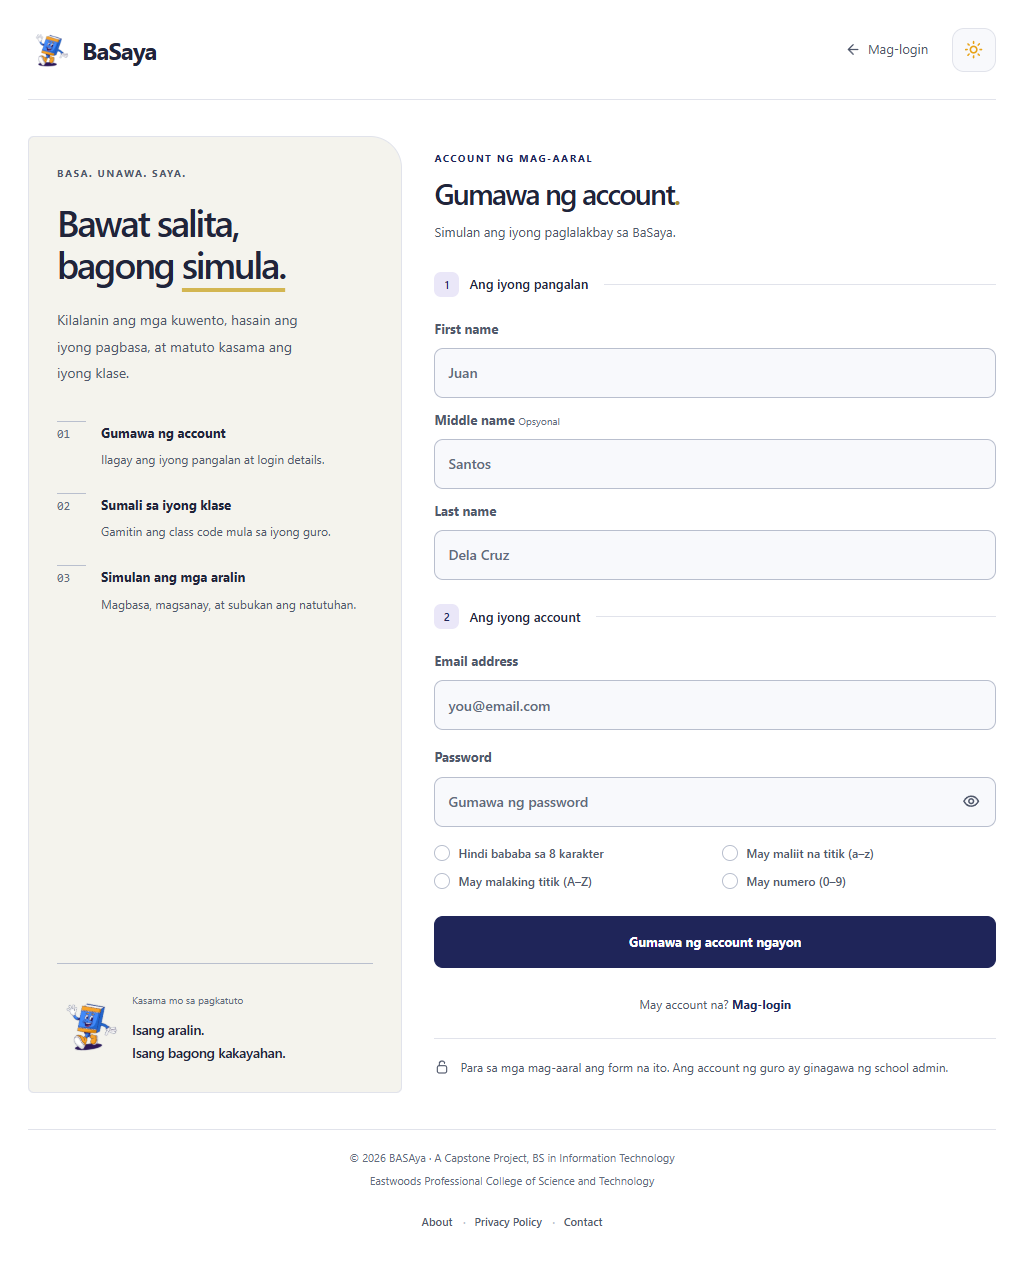 BaSaya
Mag-login
BASA. UNAWA. SAYA.
Bawat salita,
bagong simula.
Kilalanin ang mga kuwento, hasain ang
iyong pagbasa, at matuto kasama ang
iyong klase.
01
Gumawa ng account
Ilagay ang iyong pangalan at login details.
02
Sumali sa iyong klase
Gamitin ang class code mula sa iyong guro.
03
Simulan ang mga aralin
Magbasa, magsanay, at subukan ang natutuhan.
Kasama mo sa pagkatuto
Isang aralin.
Isang bagong kakayahan.
ACCOUNT NG MAG-AARAL
Gumawa ng account.
Simulan ang iyong paglalakbay sa BaSaya.
1 Ang iyong pangalan
First name
Juan
Middle name Opsyonal
Santos
Last name
Dela Cruz
2 Ang iyong account
Email address
you@email.com
Password
Gumawa ng password
Hindi bababa sa 8 karakter
May maliit na titik (a–z)
May malaking titik (A–Z)
May numero (0–9)
Gumawa ng account ngayon
May account na? Mag-login
Para sa mga mag-aaral ang form na ito. Ang account ng guro ay ginagawa ng school admin.
© 2026 BASAya · A Capstone Project, BS in Information Technology
Eastwoods Professional College of Science and Technology
About · Privacy Policy · Contact